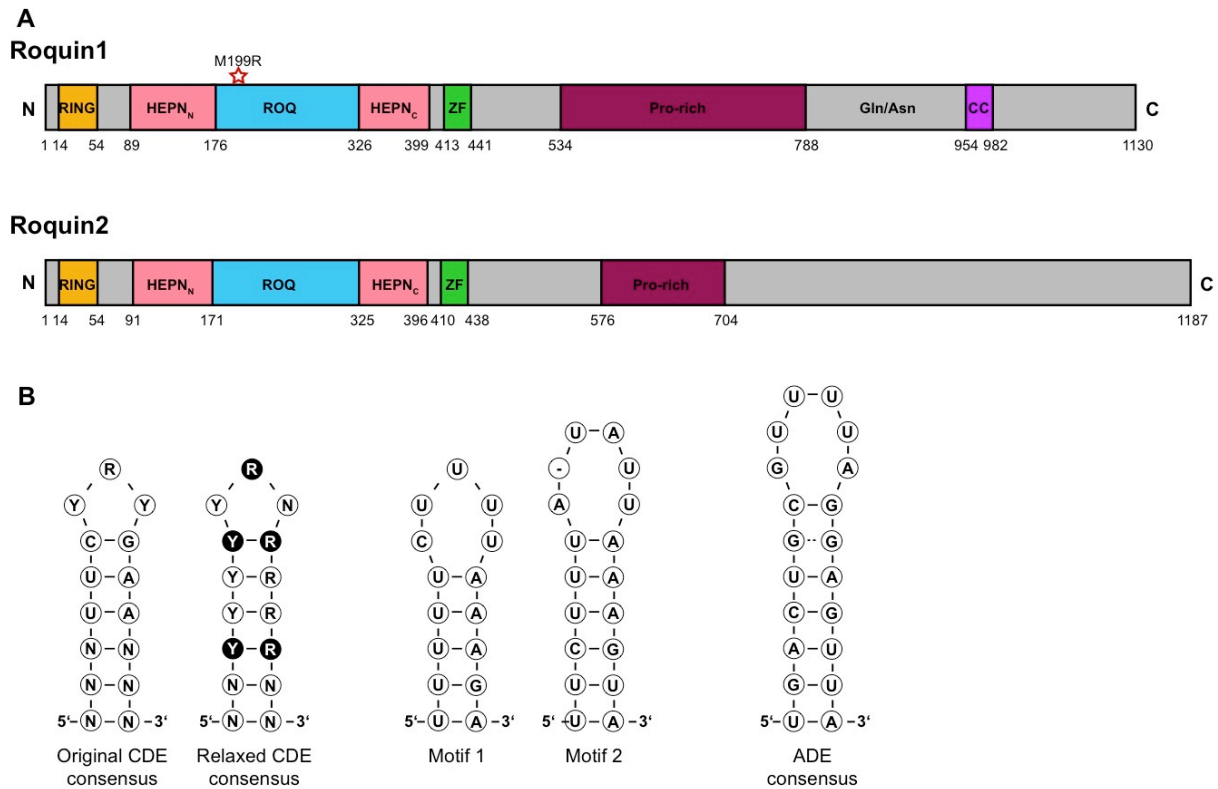 A
Roquin1
M199R
N RING HEPNN ROQ HEPNC ZF Pro-rich Gln/Asn CC C
1 14 54 89 176 326 399 413 441 534 788 954 982 1130
Roquin2
N RING HEPNN ROQ HEPNC ZF Pro-rich C
1 14 54 91 171 325 396 410 438 576 704 1187
B
U U
U A U U
R R U - U G A
Y Y Y N U U A U C G
C G Y R C U U A G G
U A Y R U A U A U A
U A Y R U A U A C G
N N Y R U A C G A U
N N N N U G U U G U
5‘ N N 3‘ 5‘ N N 3‘ 5‘ U A 3‘ 5‘ U A 3‘ 5‘ U A 3‘
Original CDE Relaxed CDE Motif 1 Motif 2 ADE
consensus consensus consensus